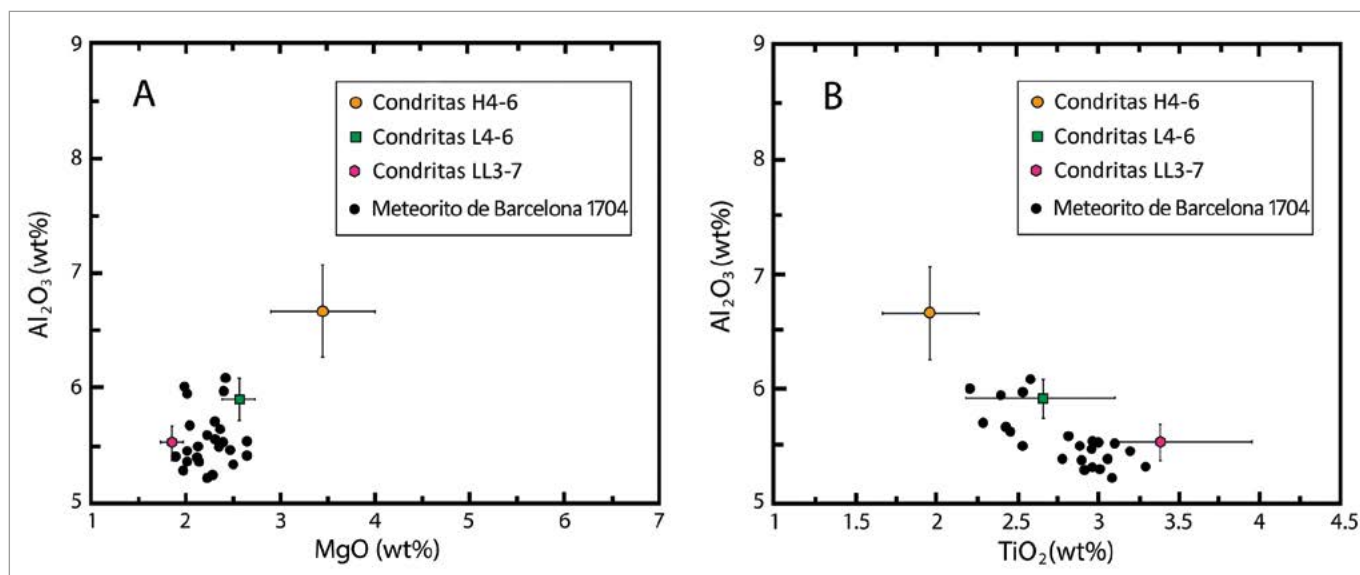 A
Condritas H4-6
Condritas L4-6
Condritas LL3-7
Meteorito de Barcelona 1704
9
8
7
6
5
Al₂O₃ (wt%)
1 2 3 4 5 6 7
MgO (wt%)
B
Condritas H4-6
Condritas L4-6
Condritas LL3-7
Meteorito de Barcelona 1704
9
8
7
6
5
Al₂O₃ (wt%)
1 1.5 2 2.5 3 3.5 4 4.5
TiO₂(wt%)